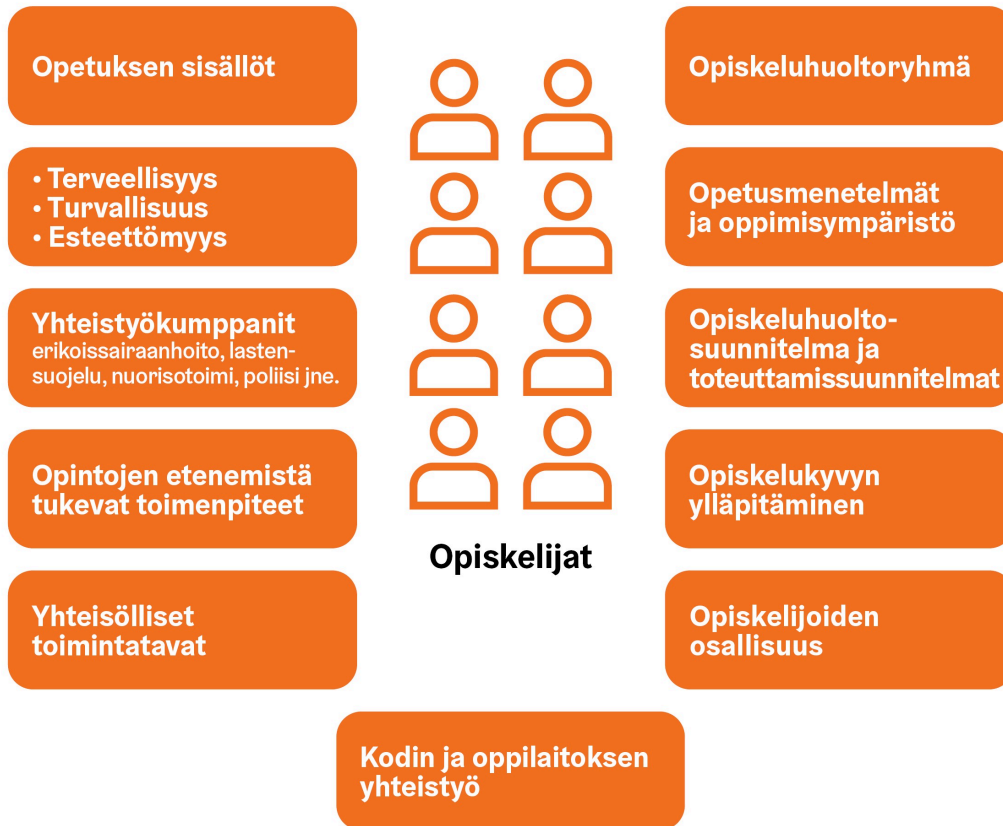 Opetuksen sisällöt
• Terveellisyys
• Turvallisuus
• Esteettömyys
Yhteistyökumppanit
erikoissairaanhoito, lasten-
suojelu, nuorisotoimi, poliisi jne.
Opintojen etenemistä
tukevat toimenpiteet
Yhteisölliset
toimintatavat
Opiskelijat
Opiskeluhuoltoryhmä
Opetusmenetelmät
ja oppimisympäristö
Opiskeluhuolto-
suunnitelma ja
toteuttamissuunnitelmat
Opiskelukyvyn
ylläpitäminen
Opiskelijoiden
osallisuus
Kodin ja oppilaitoksen
yhteistyö